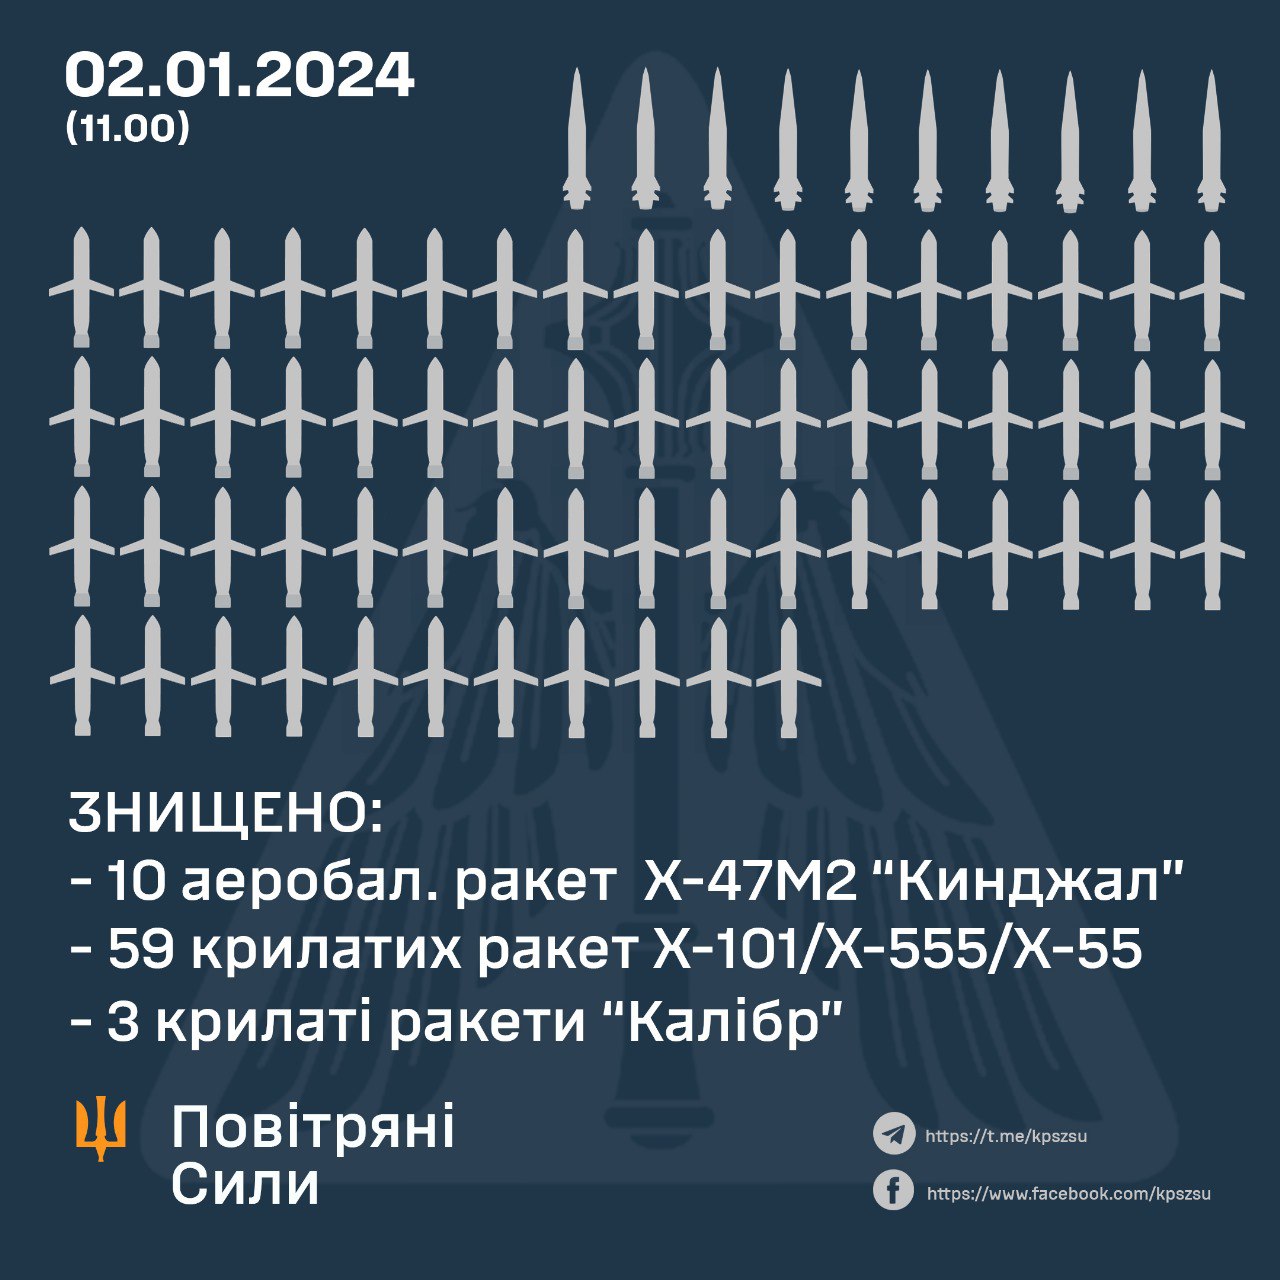 02.01.2024
(11.00)
ЗНИЩЕНО:
- 10 аеробал. ракет Х-47М2 “Кинджал”
- 59 крилатих ракет Х-101/Х-555/Х-55
- 3 крилаті ракети “Калібр”
Повітряні
Сили
https://t.me/kpszsu
https://www.facebook.com/kpszsu